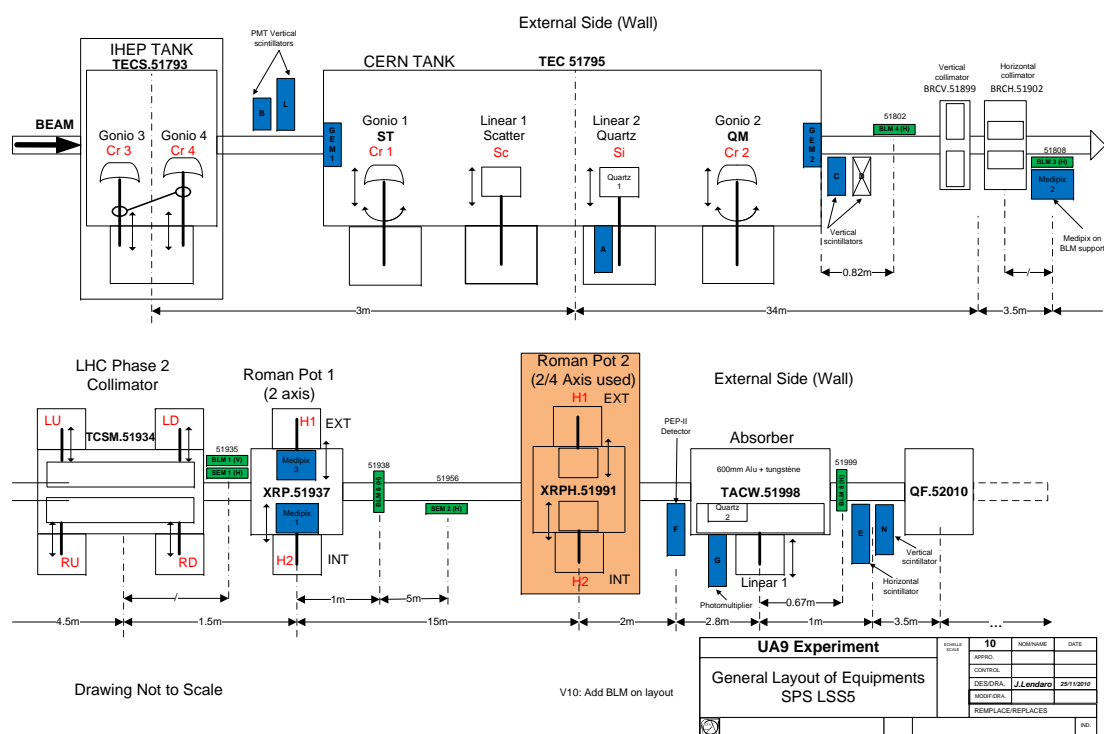 External Side (Wall)
IHEP TANK
TECS.51793
PMT Vertical
scintillators
CERN TANK
TEC 51795
Vertical
collimator
BRCV.51899
Horizontal
collimator
BRCH.51902
BEAM
Gonio 3
Cr 3
Gonio 4
Cr 4
B
L
GEM 1
Gonio 1
ST
Cr 1
Linear 1
Scatter
Sc
Linear 2
Quartz
Si
Quartz
1
A
Gonio 2
QM
Cr 2
GEM 2
C
D
Vertical
scintillators
51802
BLM 4 (H)
51808
BLM 3 (H)
Medipix
2
Medipix on
BLM support
0.82m
/
3m
34m
3.5m
LHC Phase 2
Collimator
LU
LD
TCSM.51934
RU
RD
51935
BLM 1 (V)
SEM 1 (H)
Roman Pot 1
(2 axis)
H1
EXT
Medipix
3
XRP.51937
Medipix
1
H2
INT
51938
BLM 6 (H)
51956
SEM 2 (H)
Roman Pot 2
(2/4 Axis used)
H1
EXT
XRPH.51991
H2
INT
External Side (Wall)
PEP-II
Detector
F
Absorber
600mm Alu + tungstène
TACW.51998
Quartz
2
G
Photomultiplier
Linear 1
51999
BLM 8 (H)
E
N
Vertical
scintillator
Horizontal
scintillator
QF.52010
/
1m
5m
0.67m
4.5m
1.5m
15m
2m
2.8m
1m
3.5m
...
Drawing Not to Scale
V10: Add BLM on layout
UA9 Experiment
General Layout of Equipments
SPS LSS5
ECHELLE
SCALE
10
NOM/NAME
DATE
APPRO.
CONTROL
DES/DRA.
J.Lendaro
25/11/2010
MODIF/DRA.
REMPLACE/REPLACES
IND.